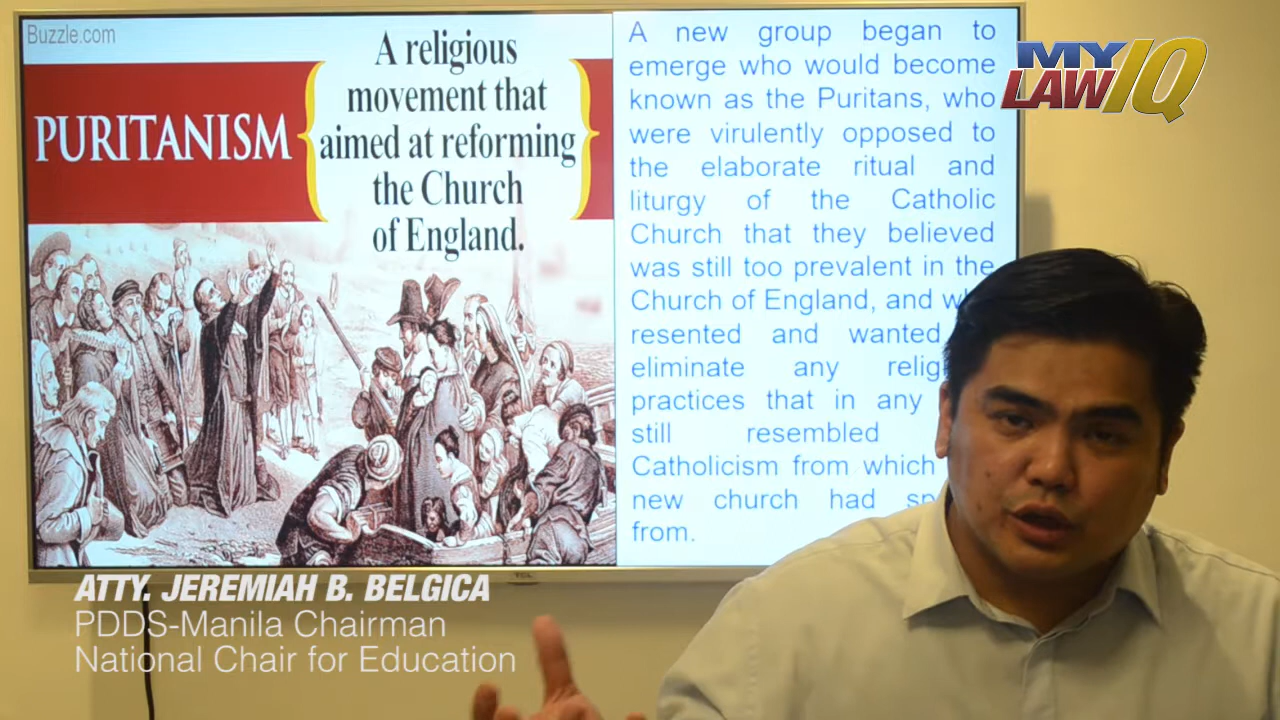 Buzzle.com
PURITANISM
A religious
movement that
aimed at reforming
the Church
of England.
A new group began to
emerge who would become
known as the Puritans, who
were virulently opposed to
the elaborate ritual and
liturgy of the Catholic
Church that they believed
was still too prevalent in the
Church of England, and
resented and wanted
eliminate any
practices that in any
still resembled
Catholicism from which
new church had
from.
MY
LAW IQ
ATTY. JEREMIAH B. BELGICA
PDDS-Manila Chairman
National Chair for Education